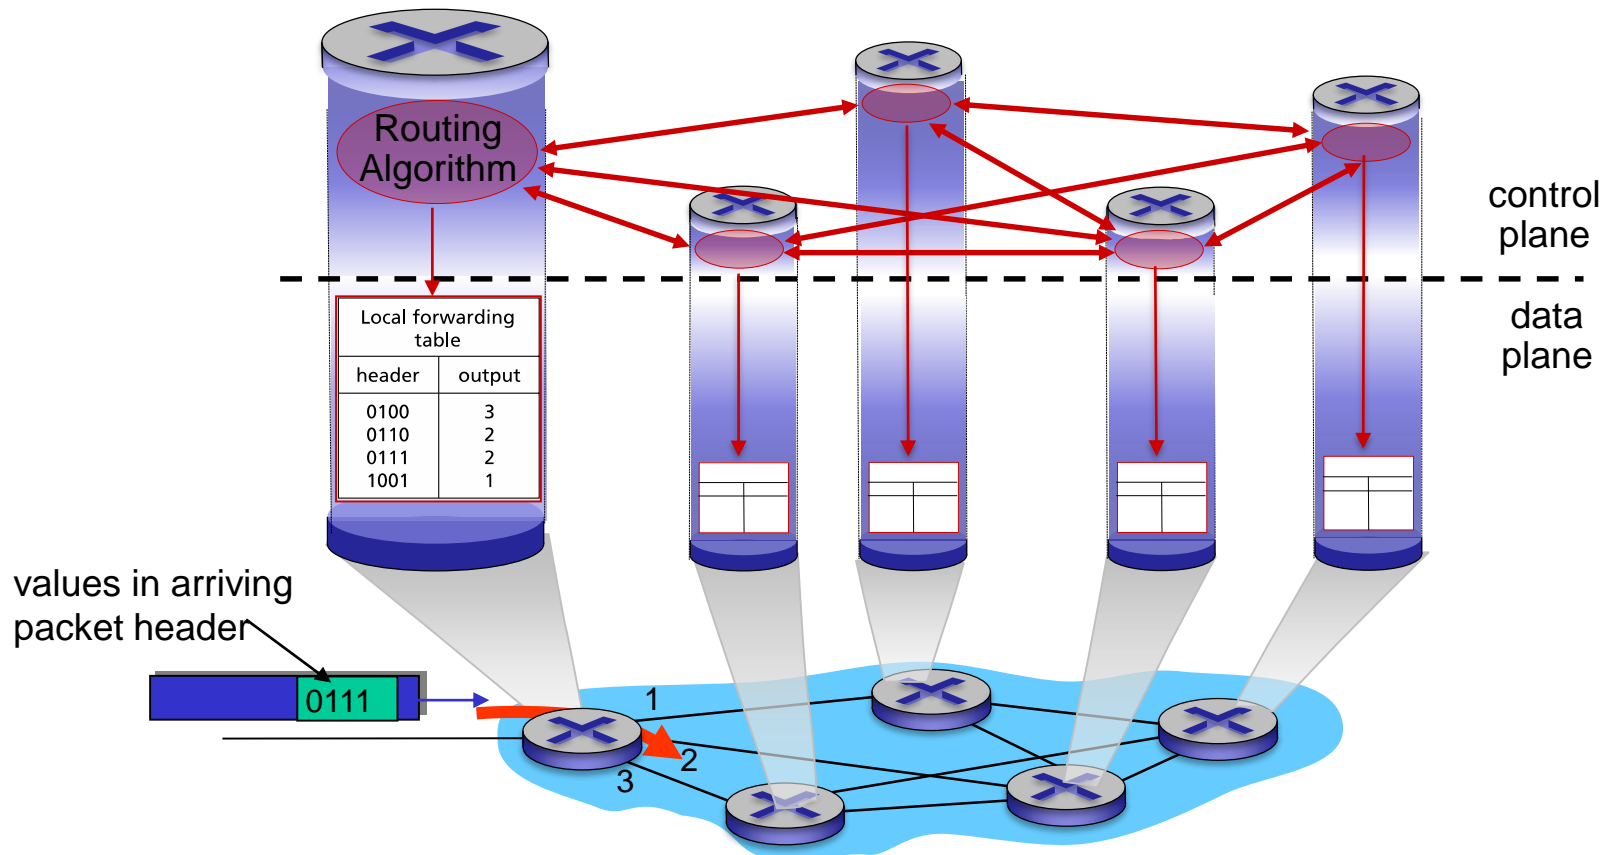 Routing
Algorithm
control
plane
data
plane
Local forwarding
table
header output
0100 3
0110 2
0111 2
1001 1
values in arriving
packet header
0111
1
2
3